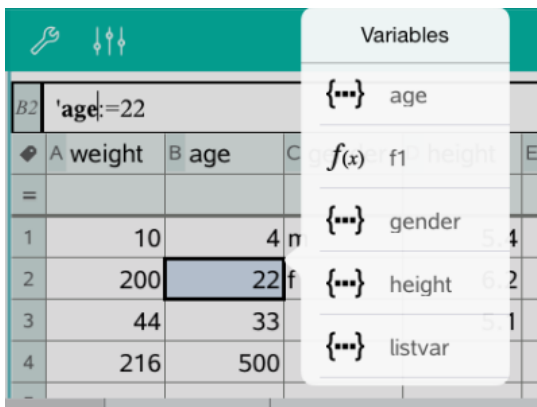 Variables
B2 'age:=22
{...} age
f(x) f1
{...} gender
{...} height
{...} listvar
A weight B age C gender D height E
=
1 10 4 m 5.4
2 200 22 f 6.2
3 44 33 5.1
4 216 500